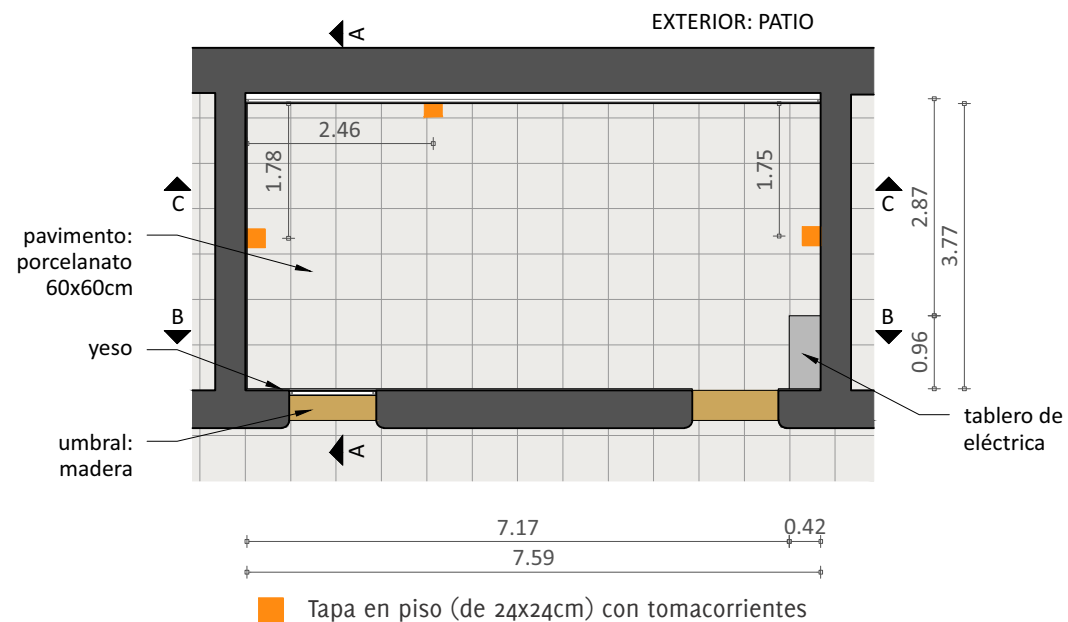 EXTERIOR: PATIO
A
2.46
1.78
1.75
C
C
2.87
3.77
pavimento:
porcelanato
60x60cm
B
B
yeso
0.96
umbral:
madera
A
tablero de
eléctrica
7.17
0.42
7.59
Tapa en piso (de 24x24cm) con tomacorrientes